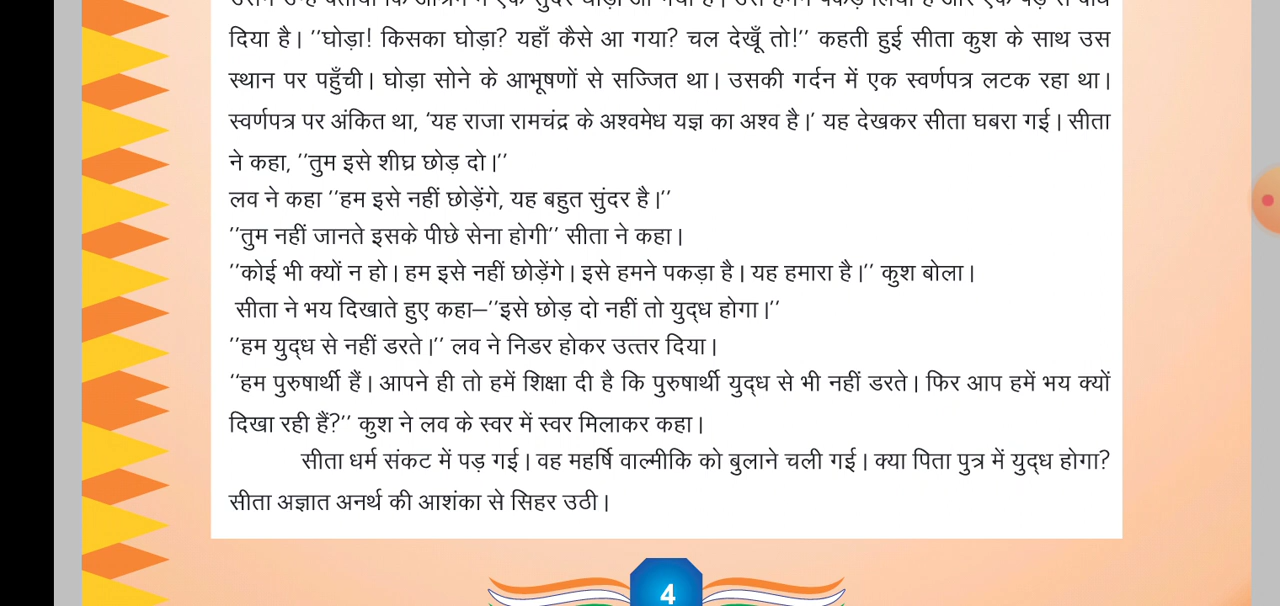 दिया है। ''घोड़ा! किसका घोड़ा? यहाँ कैसे आ गया? चल देखूँ तो!'' कहती हुई सीता कुश के साथ उस
स्थान पर पहुँची। घोड़ा सोने के आभूषणों से सज्जित था। उसकी गर्दन में एक स्वर्णपत्र लटक रहा था।
स्वर्णपत्र पर अंकित था, 'यह राजा रामचंद्र के अश्वमेध यज्ञ का अश्व है।' यह देखकर सीता घबरा गई। सीता
ने कहा, ''तुम इसे शीघ्र छोड़ दो।''
लव ने कहा ''हम इसे नहीं छोड़ेंगे, यह बहुत सुंदर है।''
''तुम नहीं जानते इसके पीछे सेना होगी'' सीता ने कहा।
''कोई भी क्यों न हो। हम इसे नहीं छोड़ेंगे। इसे हमने पकड़ा है। यह हमारा है।'' कुश बोला।
सीता ने भय दिखाते हुए कहा–''इसे छोड़ दो नहीं तो युद्ध होगा।''
''हम युद्ध से नहीं डरते।'' लव ने निडर होकर उत्तर दिया।
''हम पुरुषार्थी हैं। आपने ही तो हमें शिक्षा दी है कि पुरुषार्थी युद्ध से भी नहीं डरते। फिर आप हमें भय क्यों
दिखा रही हैं?'' कुश ने लव के स्वर में स्वर मिलाकर कहा।
सीता धर्म संकट में पड़ गई। वह महर्षि वाल्मीकि को बुलाने चली गई। क्या पिता पुत्र में युद्ध होगा?
सीता अज्ञात अनर्थ की आशंका से सिहर उठी।
4